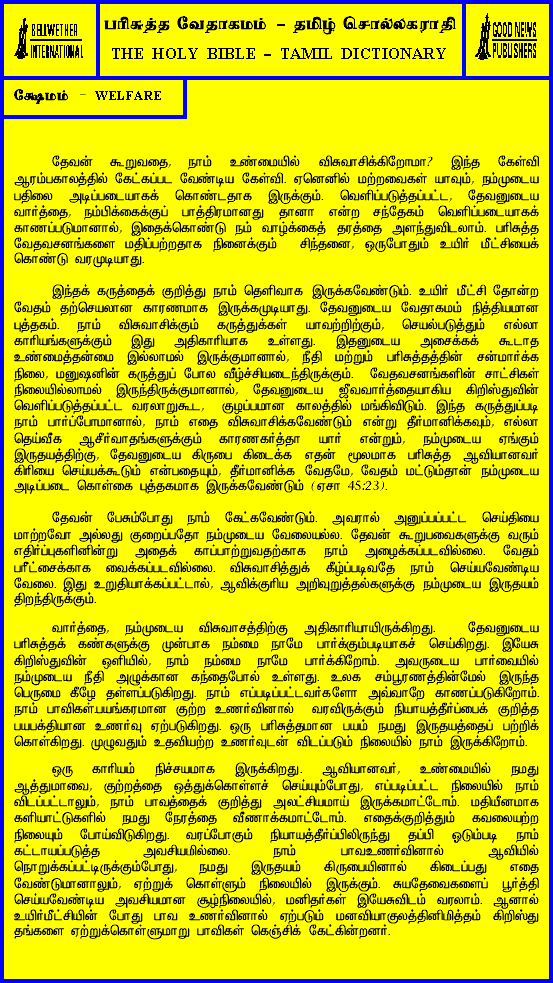 BELLWETHER
INTERNATIONAL
பரிசுத்த வேதாகமம் - தமிழ் சொல்லகராதி
THE HOLY BIBLE - TAMIL DICTIONARY
GOOD NEWS
PUBLISHERS
க்ஷேமம் - WELFARE
தேவன் கூறுவதை, நாம் உண்மையில் விசுவாசிக்கிறோமா? இந்த கேள்வி
ஆரம்பகாலத்தில் கேட்கப்பட வேண்டிய கேள்வி. ஏனெனில் மற்றவைகள் யாவும், நம்முடைய
பதிலை அடிப்படையாகக் கொண்டதாக இருக்கும். வெளிப்படுத்தப்பட்ட, தேவனுடைய
வார்த்தை, நம்பிக்கைக்குப் பாத்திரமானது தானா என்ற சந்தேகம் வெளிப்படையாகக்
காணப்படுமானால், இதைக்கொண்டு நம் வாழ்க்கைத் தரத்தை அளந்துவிடலாம். பரிசுத்த
வேதவசனங்களை மதிப்பற்றதாக நினைக்கும் சிந்தனை, ஒருபோதும் உயிர் மீட்சியைக்
கொண்டு வரமுடியாது.
இந்தக் கருத்தைக் குறித்து நாம் தெளிவாக இருக்கவேண்டும். உயிர் மீட்சி தோன்ற
வேதம் தற்செயலான காரணமாக இருக்கமுடியாது. தேவனுடைய வேதாகமம் நித்தியமான
புத்தகம். நாம் விசுவாசிக்கும் கருத்துக்கள் யாவற்றிற்கும், செயல்படுத்தும் எல்லா
காரியங்களுக்கும் இது அதிகாரியாக உள்ளது. இதனுடைய அசைக்கக் கூடாத
உண்மைத்தன்மை இல்லாமல் இருக்குமானால், நீதி மற்றும் பரிசுத்தத்தின் சன்மார்க்க
நிலை, மனுஷனின் கருத்துப் போல வீழ்ச்சியடைந்திருக்கும். வேதவசனங்களின் சாட்சிகள்
நிலையில்லாமல் இருந்திருக்குமானால், தேவனுடைய ஜீவவார்த்தையாகிய கிறிஸ்துவின்
வெளிப்படுத்தப்பட்ட வரலாறுகூட, குழப்பமான காலத்தில் மங்கிவிடும். இந்த கருத்துப்படி
நாம் பார்ப்போமானால், நாம் எதை விசுவாசிக்கவேண்டும் என்று தீர்மானிக்கவும், எல்லா
தெய்வீக ஆசீர்வாதங்களுக்கும் காரணகர்த்தா யார் என்றும், நம்முடைய ஏங்கும்
இருதயத்திற்கு, தேவனுடைய கிருபை கிடைக்க எதன் மூலமாக பரிசுத்த ஆவியானவர்
கிரியை செய்யக்கூடும் என்பதையும், தீர்மானிக்க வேதமே, வேதம் மட்டும்தான் நம்முடைய
அடிப்படை கொள்கை புத்தகமாக இருக்கவேண்டும் (ஏசா 45:23).
தேவன் பேசும்போது நாம் கேட்கவேண்டும். அவரால் அனுப்பப்பட்ட செய்தியை
மாற்றவோ அல்லது குறைப்பதோ நம்முடைய வேலையல்ல. தேவன் கூறுபவைகளுக்கு வரும்
எதிர்ப்புகளினின்று அதைக் காப்பாற்றுவதற்காக நாம் அழைக்கப்படவில்லை. வேதம்
பரீட்சைக்காக வைக்கப்படவில்லை. விசுவாசித்துக் கீழ்ப்படிவதே நாம் செய்யவேண்டிய
வேலை. இது உறுதியாக்கப்பட்டால், ஆவிக்குரிய அறிவுறுத்தல்களுக்கு நம்முடைய இருதயம்
திறந்திருக்கும்.
வார்த்தை, நம்முடைய விசுவாசத்திற்கு அதிகாரியாயிருக்கிறது. தேவனுடைய
பரிசுத்தக் கண்களுக்கு முன்பாக நம்மை நாமே பார்க்கும்படியாகச் செய்கிறது. இயேசு
கிறிஸ்துவின் ஒளியில், நாம் நம்மை நாமே பார்க்கிறோம். அவருடைய பார்வையில்
நம்முடைய நீதி அழுக்கான கந்தைபோல் உள்ளது. உலக சம்பூரணத்தின்மேல் இருந்த
பெருமை கீழே தள்ளப்படுகிறது. நாம் எப்படிப்பட்டவர்களோ அவ்வாறே காணப்படுகிறோம்.
நாம் பாவிகள்.பயங்கரமான குற்ற உணர்வினால் வரவிருக்கும் நியாயத்தீர்ப்பைக் குறித்த
பயபக்தியான உணர்வு ஏற்படுகிறது. ஒரு பரிசுத்தமான பயம் நமது இருதயத்தைப் பற்றிக்
கொள்கிறது. முழுவதும் உதவியற்ற உணர்வுடன் விடப்படும் நிலையில் நாம் இருக்கிறோம்.
ஒரு காரியம் நிச்சயமாக இருக்கிறது. ஆவியானவர், உண்மையில் நமது
ஆத்துமாவை, குற்றத்தை ஒத்துக்கொள்ளச் செய்யும்போது, எப்படிப்பட்ட நிலையில் நாம்
விடப்பட்டாலும், நாம் பாவத்தைக் குறித்து அலட்சியமாய் இருக்கமாட்டோம். மதியீனமாக
களியாட்டுகளில் நமது நேரத்தை வீணாக்கமாட்டோம். எதைக்குறித்தும் கவலையற்ற
நிலையும் போய்விடுகிறது. வரப்போகும் நியாயத்தீர்ப்பிலிருந்து தப்பி ஓடும்படி நாம்
கட்டாயப்படுத்த அவசியமில்லை. நாம் பாவஉணர்வினால் ஆவியில்
நொறுக்கப்பட்டிருக்கும்போது, நமது இருதயம் கிருபையினால் கிடைப்பது எதை
வேண்டுமானாலும், ஏற்றுக் கொள்ளும் நிலையில் இருக்கும். சுயதேவைகளைப் பூர்த்தி
செய்யவேண்டிய அவசியமான சூழ்நிலையில், மனிதர்கள் இயேசுவிடம் வரலாம். ஆனால்
உயிர்மீட்சியின் போது பாவ உணர்வினால் ஏற்படும் மனவியாகுலத்தினிமித்தம் கிறிஸ்து
தங்களை ஏற்றுக்கொள்ளுமாறு பாவிகள் கெஞ்சிக் கேட்கின்றனர்.